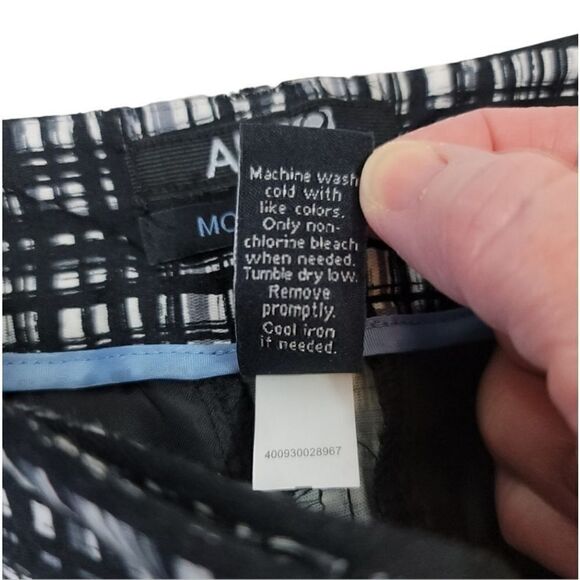 A
MO
Machine wash
cold with
like colors.
Only non-
chlorine bleach
when needed.
Tumble dry low.
Remove
promptly.
Cool iron
if needed.
400930028967